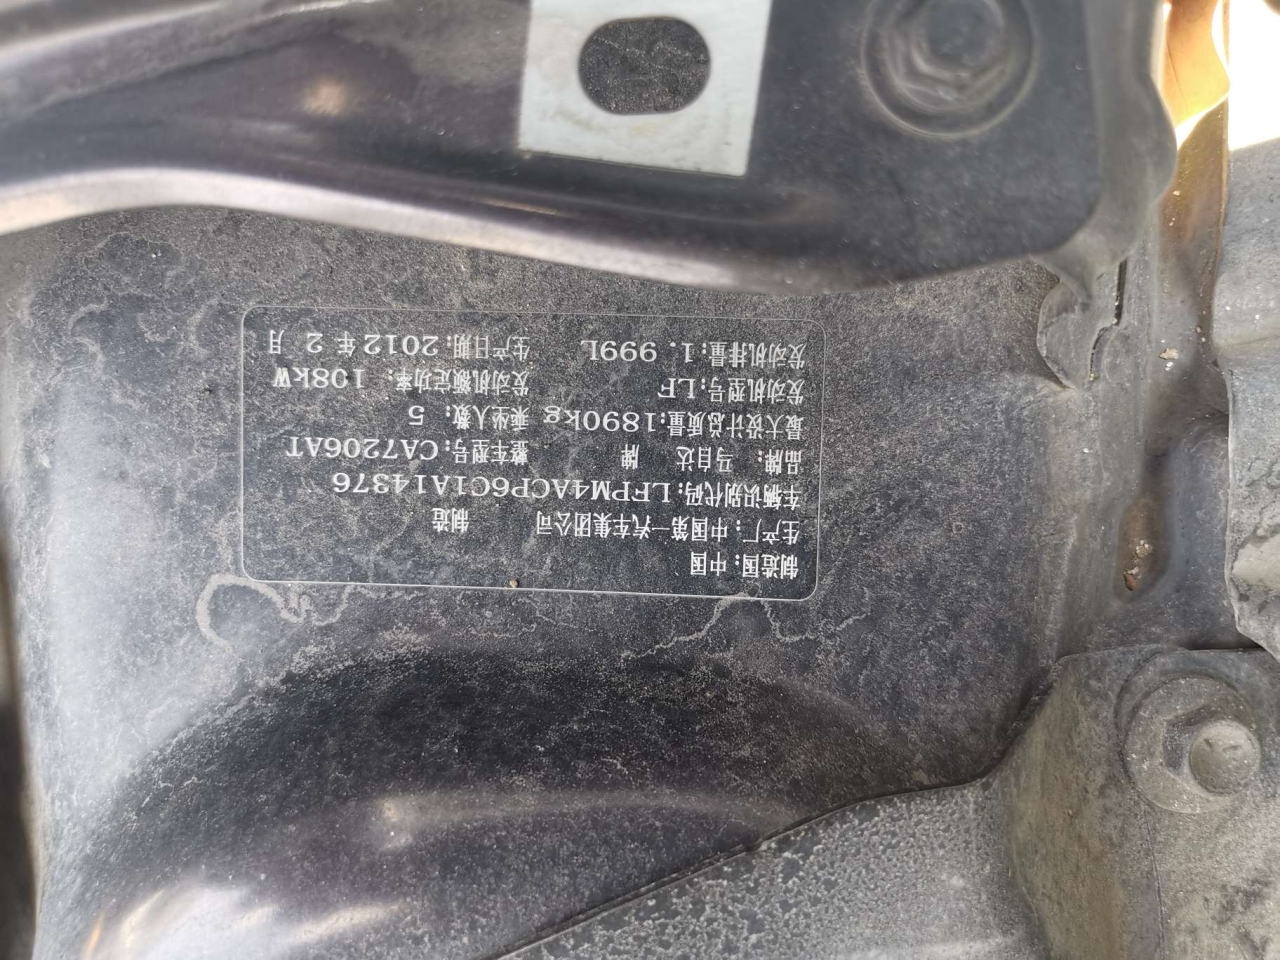 制造国：中国
生产厂：中国第一汽车集团公司 制造
车辆识别代码：LFPM4ACP6C1A14376
品牌：马自达 牌 整车型号：CA7206AT
最大设计总质量：1890kg 乘坐人数：5
发动机型号：LF 发动机额定功率：108kW
发动机排量：1.999L 生产日期：2012年2月